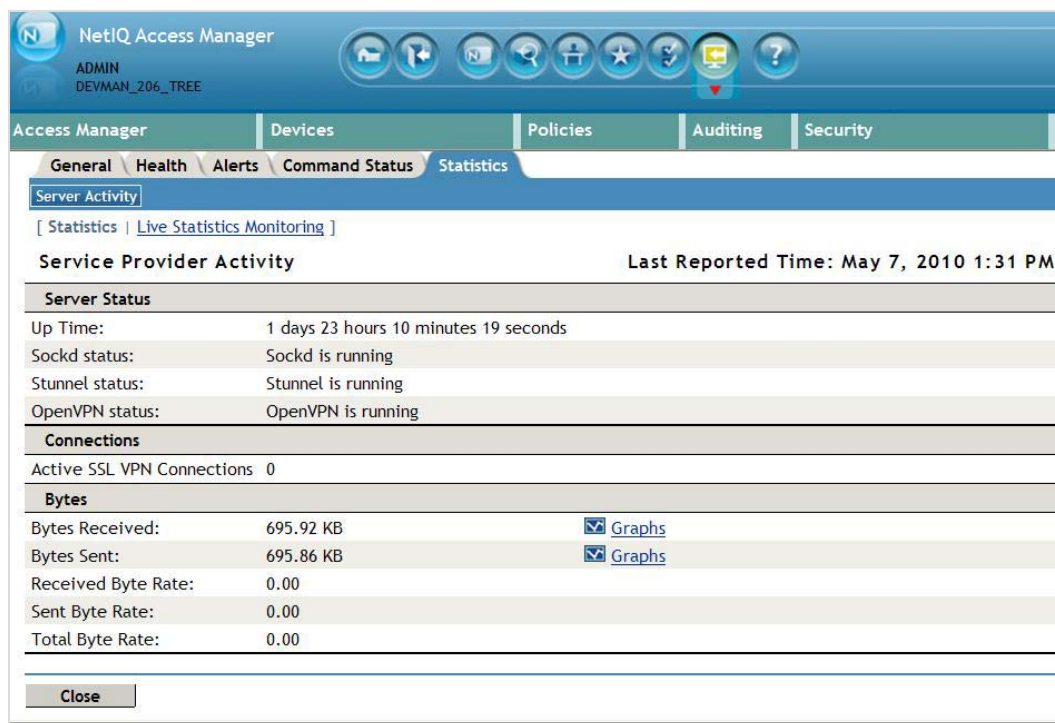 NetIQ Access Manager
ADMIN
DEVMAN_206_TREE
Access Manager Devices Policies Auditing Security
General Health Alerts Command Status Statistics
Server Activity
[ Statistics | Live Statistics Monitoring ]
Service Provider Activity Last Reported Time: May 7, 2010 1:31 PM
Server Status
Up Time: 1 days 23 hours 10 minutes 19 seconds
Sockd status: Sockd is running
Stunnel status: Stunnel is running
OpenVPN status: OpenVPN is running
Connections
Active SSL VPN Connections 0
Bytes
Bytes Received: 695.92 KB Graphs
Bytes Sent: 695.86 KB Graphs
Received Byte Rate: 0.00
Sent Byte Rate: 0.00
Total Byte Rate: 0.00
Close